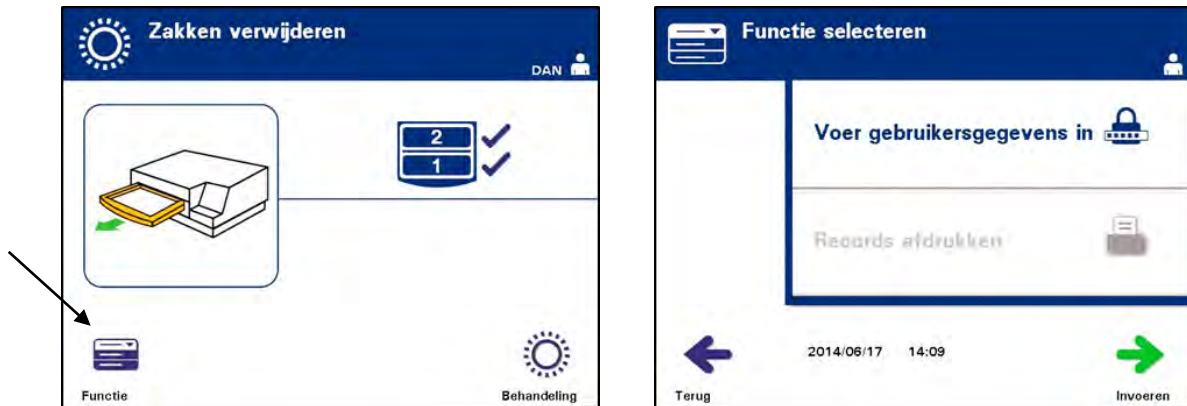 Zakken verwijderen
DAN
2
1
Functie
Behandeling
Functie selecteren
Voer gebruikersgegevens in
Records afdrukken
2014/06/17 14:09
Terug
Invoeren